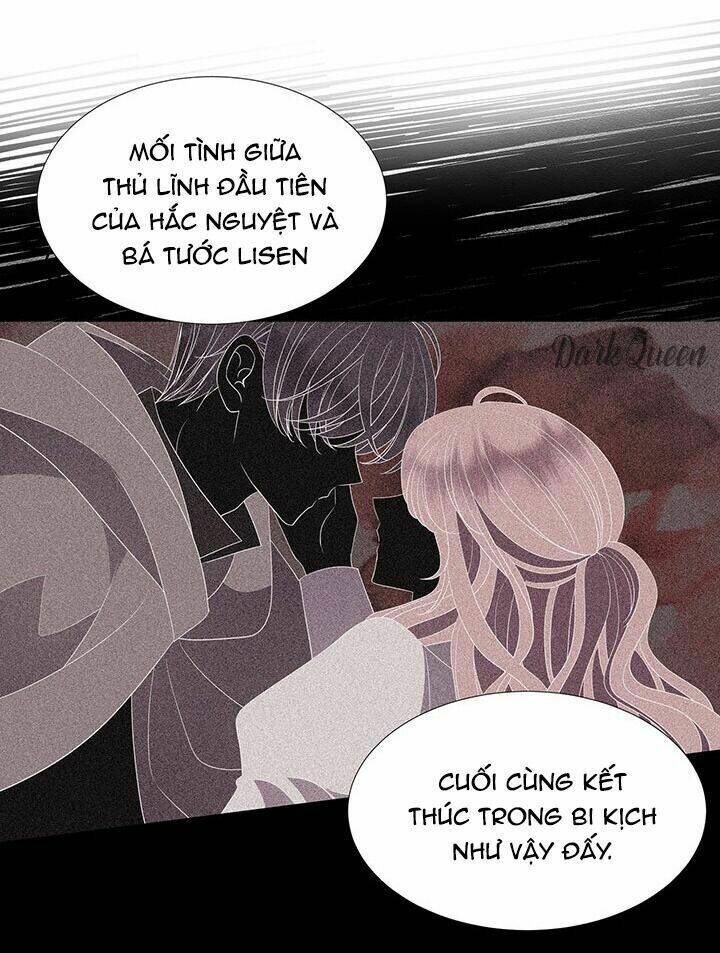 MỐI TÌNH GIỮA
THỦ LĨNH ĐẦU TIÊN
CỦA HẮC NGUYỆT VÀ
BÁ TƯỚC LISEN
DarkQueen
CUỐI CÙNG KẾT
THÚC TRONG BI KỊCH
NHƯ VẬY ĐẤY.